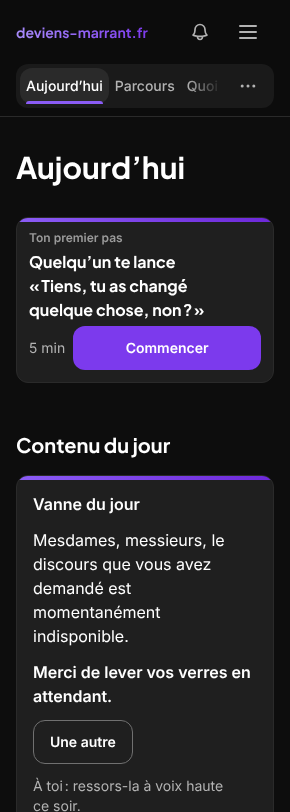 deviens-marrant.fr
Aujourd’hui Parcours Quoi
Aujourd’hui
Ton premier pas
Quelqu’un te lance
« Tiens, tu as changé
quelque chose, non ? »
5 min Commencer
Contenu du jour
Vanne du jour
Mesdames, messieurs, le
discours que vous avez
demandé est
momentanément
indisponible.
Merci de lever vos verres en
attendant.
Une autre
À toi : ressors-la à voix haute
ce soir.